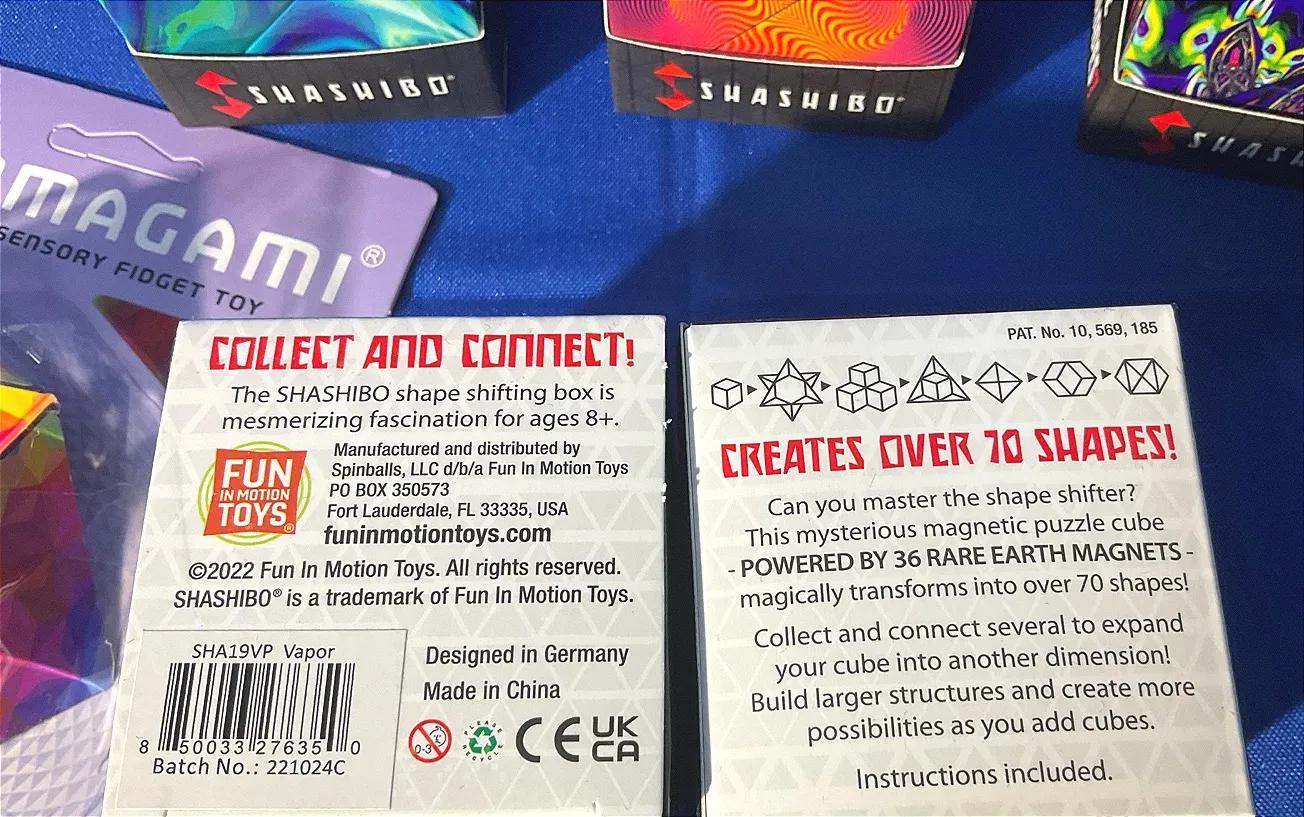 SHASHIBO®
SHASHIBO®
SHASH
MAGAMI®
SENSORY FIDGET TOY
COLLECT AND CONNECT!
The SHASHIBO shape shifting box is
mesmerizing fascination for ages 8+.
FUN
IN MOTION
TOYS®
Manufactured and distributed by
Spinballs, LLC d/b/a Fun In Motion Toys
PO BOX 350573
Fort Lauderdale, FL 33335, USA
funinmotiontoys.com
©2022 Fun In Motion Toys. All rights reserved.
SHASHIBO® is a trademark of Fun In Motion Toys.
SHA19VP Vapor
8 50033 27635 0
Batch No.: 221024C
Designed in Germany
Made in China
0-3
PLEASE
RECYCLE
CE
UK
CA
PAT. No. 10, 569, 185
CREATES OVER 70 SHAPES!
Can you master the shape shifter?
This mysterious magnetic puzzle cube
- POWERED BY 36 RARE EARTH MAGNETS -
magically transforms into over 70 shapes!
Collect and connect several to expand
your cube into another dimension!
Build larger structures and create more
possibilities as you add cubes.
Instructions included.